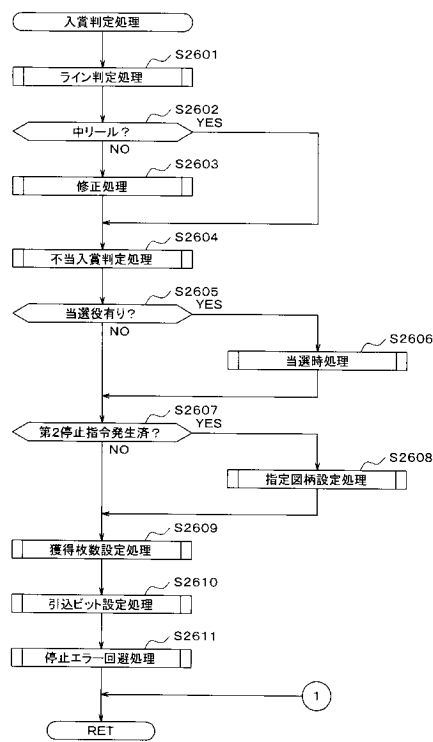 入賞判定処理
S2601
ライン判定処理
S2602
中リール?
YES
NO
S2603
修正処理
S2604
不当入賞判定処理
S2605
当選役有り?
YES
NO
S2606
当選時処理
S2607
第2停止指令発生済?
YES
NO
S2608
指定図柄設定処理
S2609
獲得枚数設定処理
S2610
引込ビット設定処理
S2611
停止エラー回避処理
1
RET